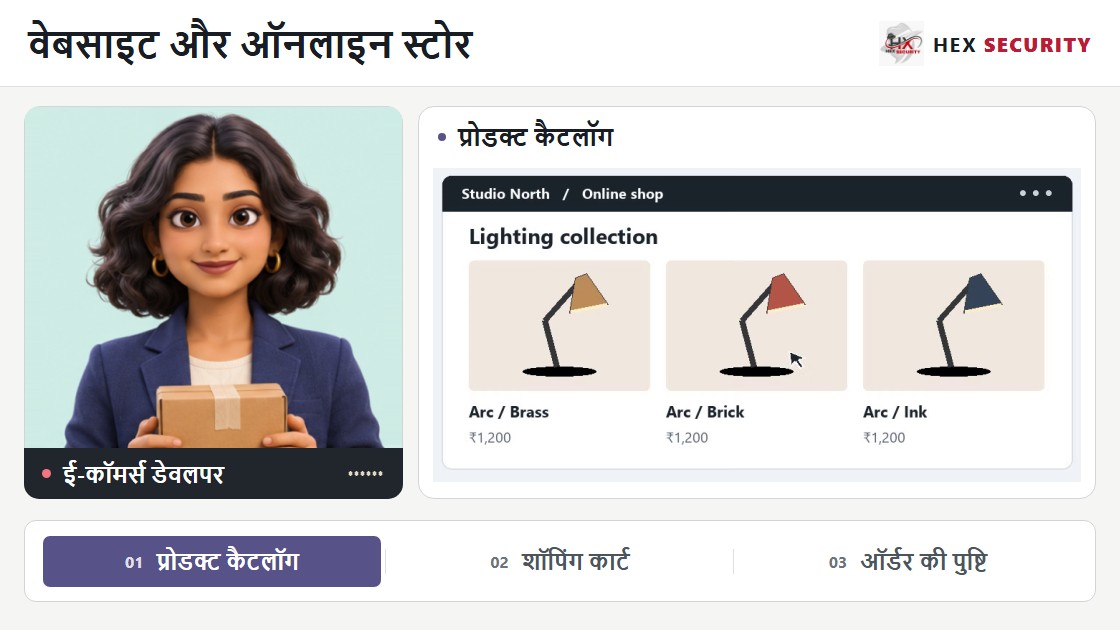 वेबसाइट और ऑनलाइन स्टोर
HEX SECURITY
प्रोडक्ट कैटलॉग
Studio North / Online shop
Lighting collection
Arc / Brass
₹1,200
Arc / Brick
₹1,200
Arc / Ink
₹1,200
ई-कॉमर्स डेवलपर
01 प्रोडक्ट कैटलॉग
02 शॉपिंग कार्ट
03 ऑर्डर की पुष्टि